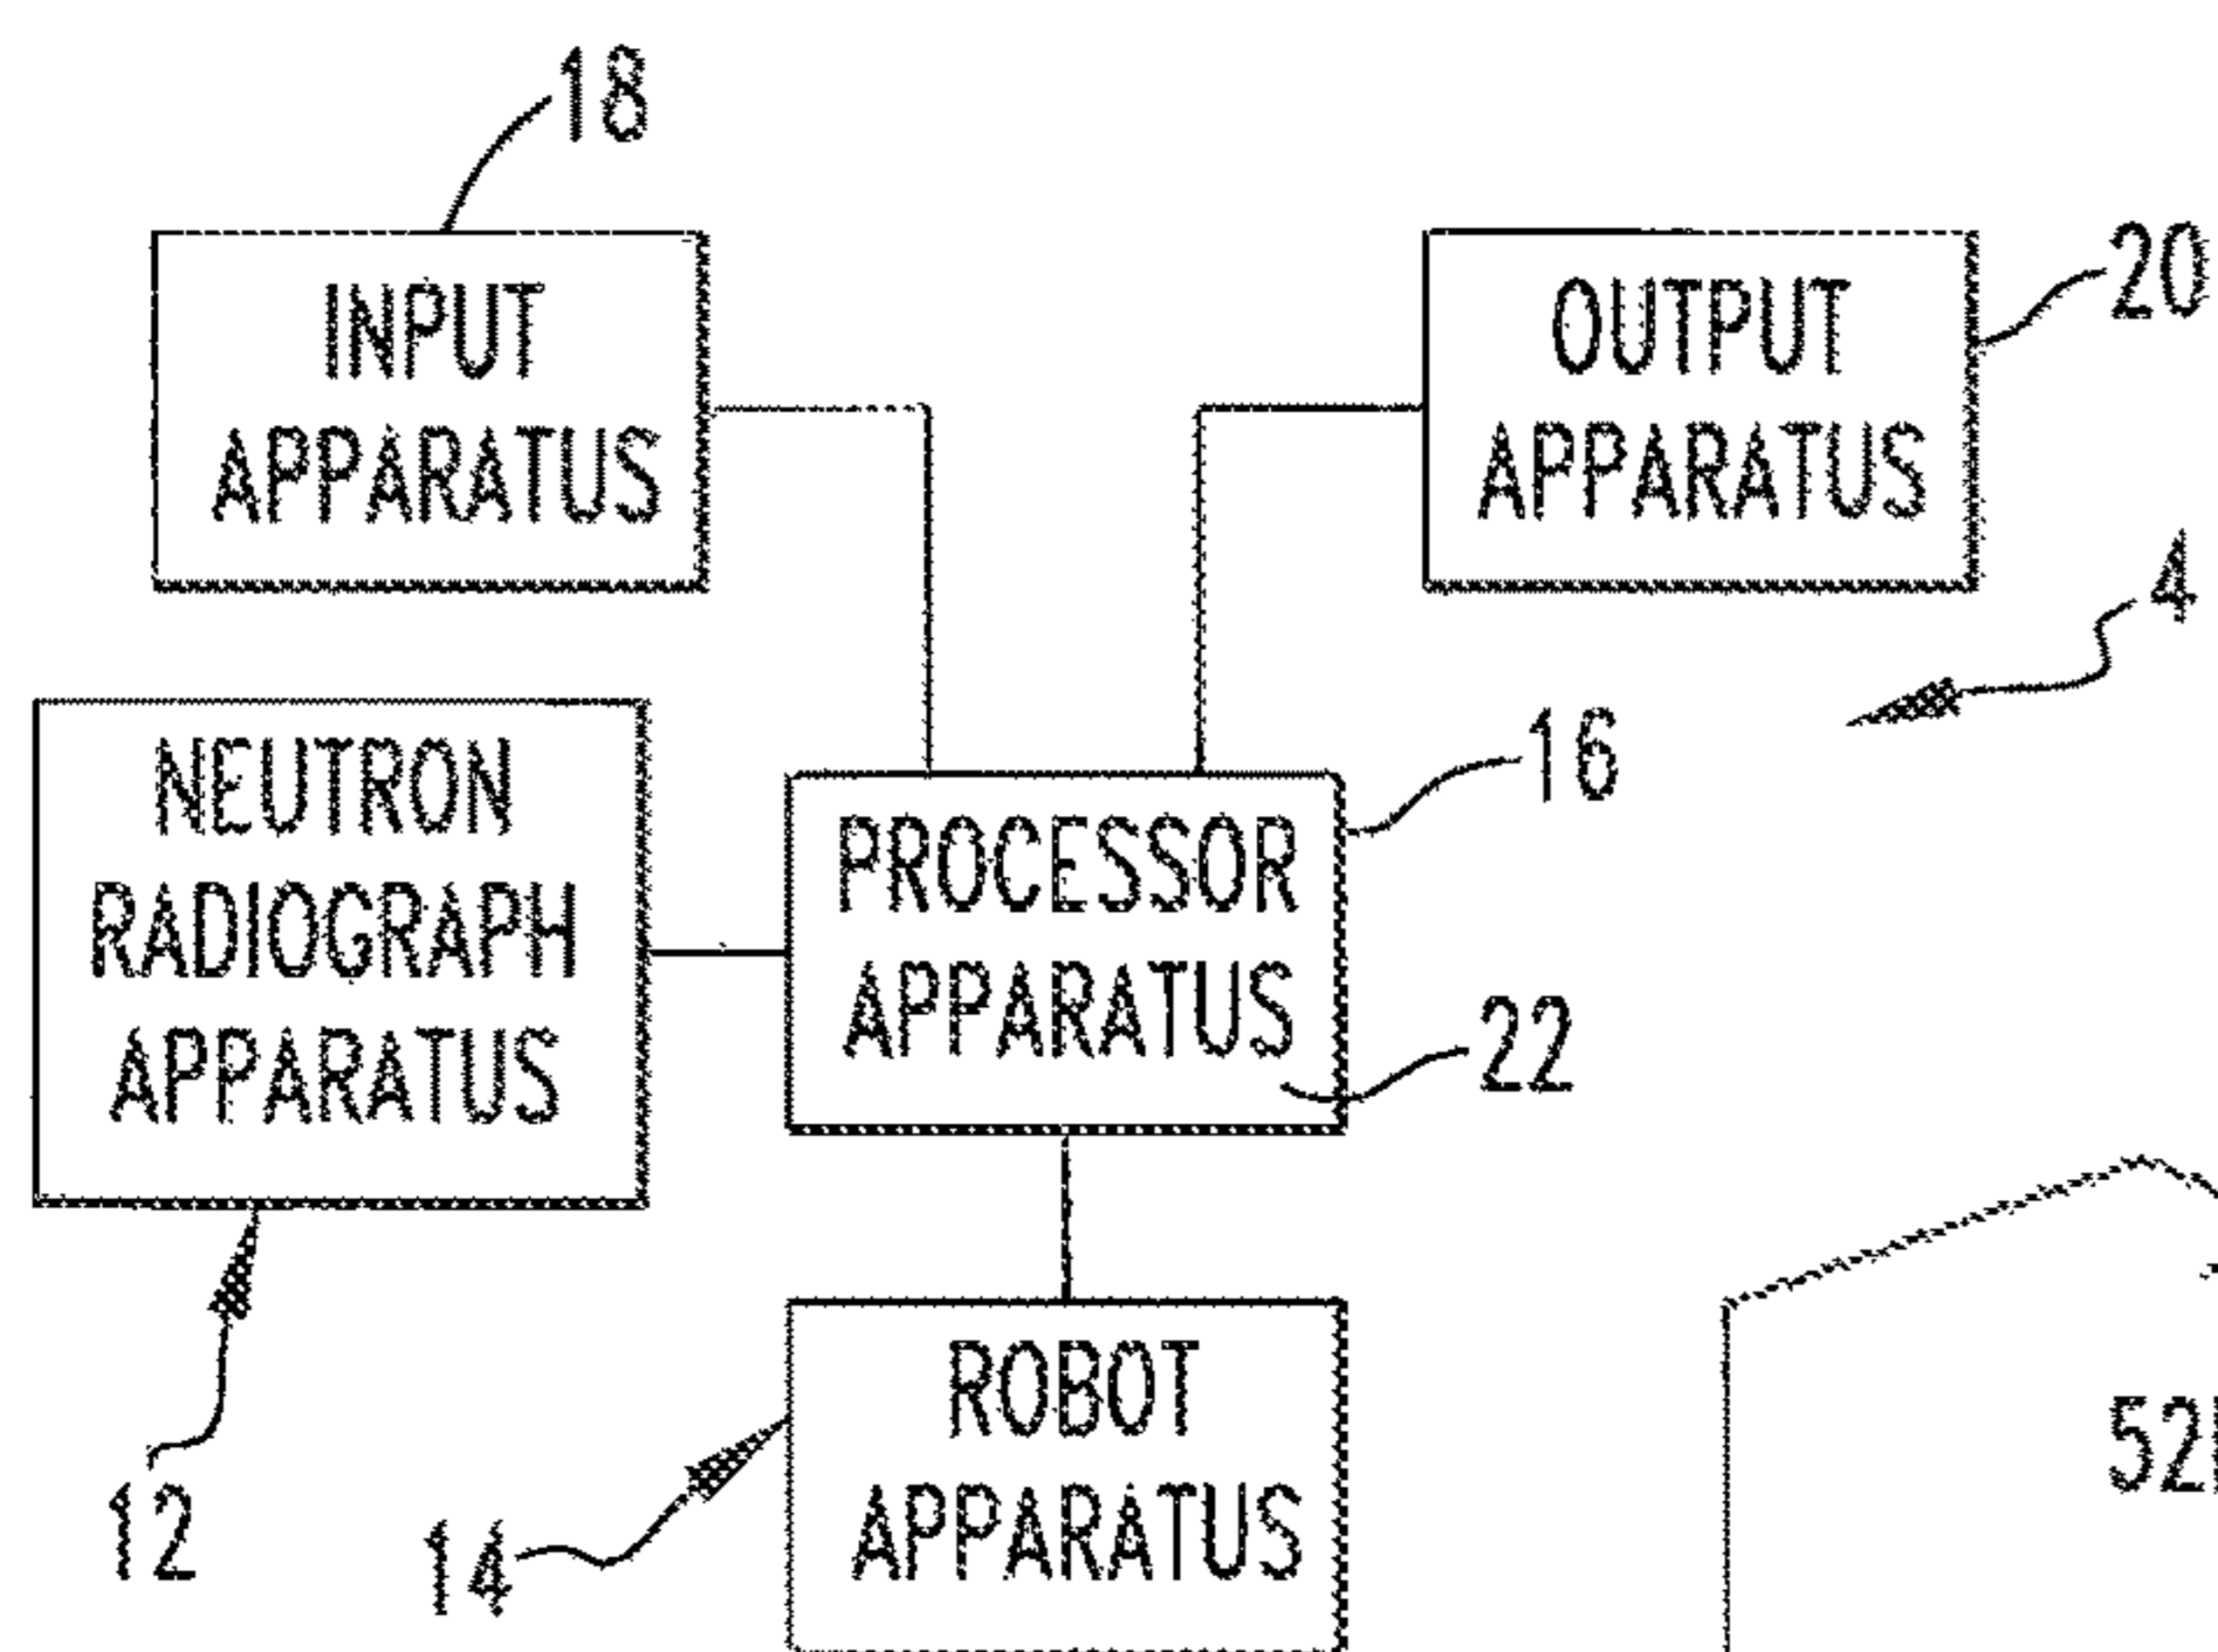 18
INPUT
APPARATUS
OUTPUT
APPARATUS
20
4
NEUTRON
RADIOGRAPH
APPARATUS
16
PROCESSOR
APPARATUS
22
12
14
ROBOT
APPARATUS